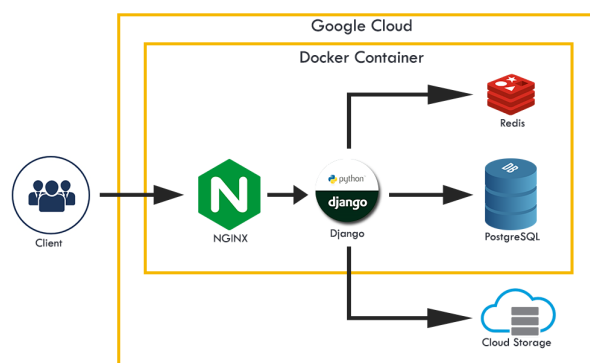 Google Cloud
Docker Container
Redis
Client
N
NGiNX
python
django
Django
DB
PostgreSQL
Cloud Storage